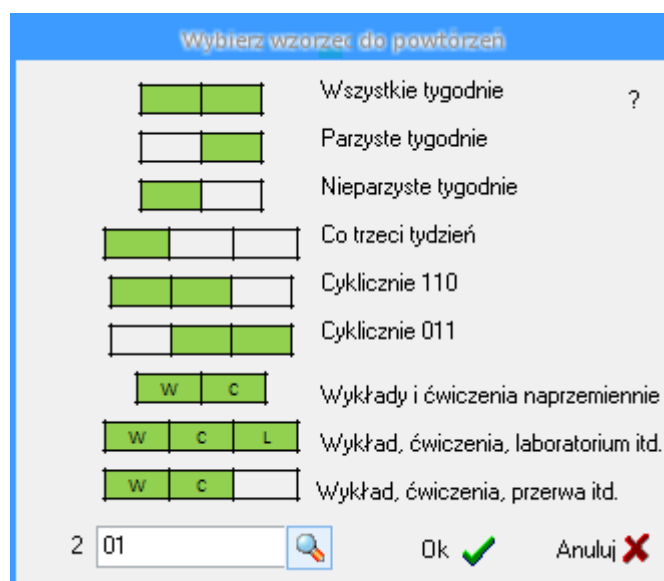 Wybierz wzorzec do powtórzeń
Wszystkie tygodnie ?
Parzyste tygodnie
Nieparzyste tygodnie
Co trzeci tydzień
Cyklicznie 110
Cyklicznie 011
W C Wykłady i ćwiczenia naprzemiennie
W C L Wykład, ćwiczenia, laboratorium itd.
W C Wykład, ćwiczenia, przerwa itd.
2 01 Ok Anuluj